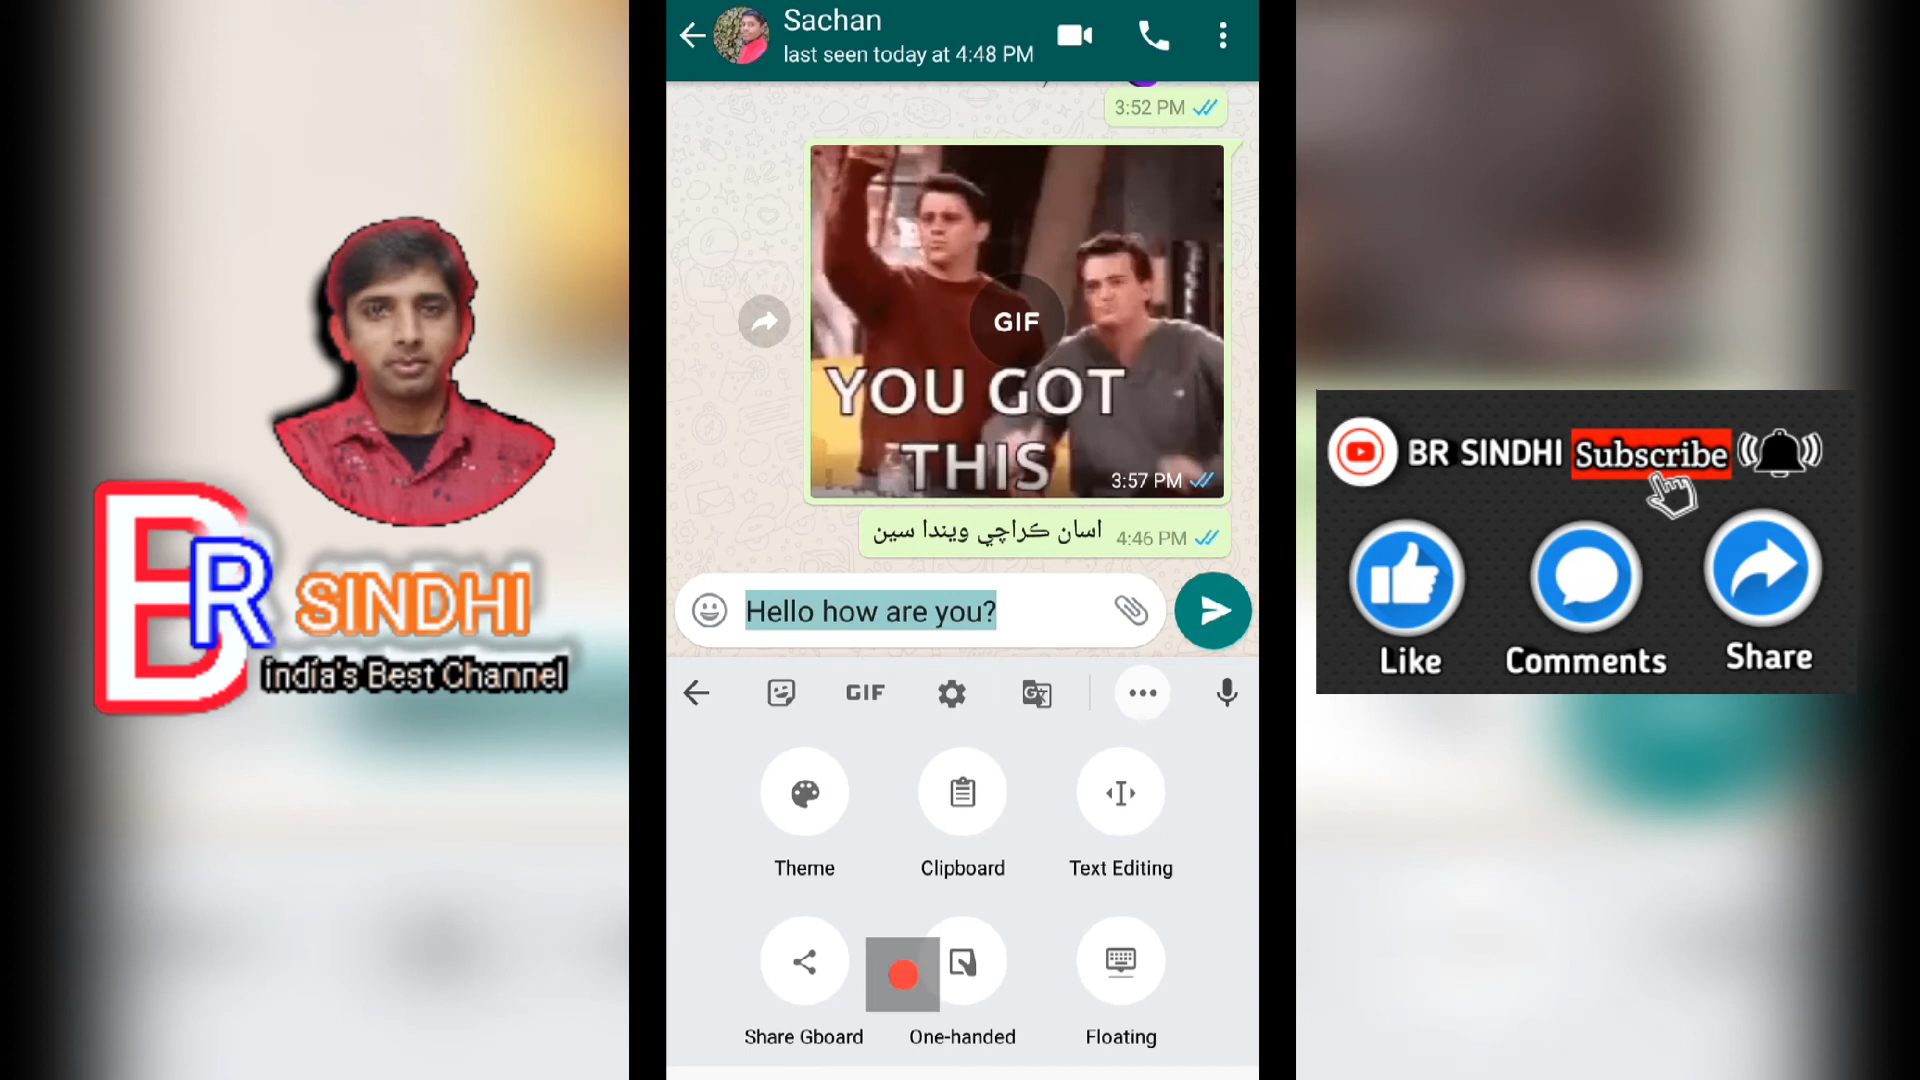 Sachan
last seen today at 4:48 PM
3:52 PM
GIF
YOU GOT
THIS
3:57 PM
اسان ڪراچي ويندا سين
4:46 PM
Hello how are you?
GIF
Theme
Clipboard
Text Editing
Share Gboard
One-handed
Floating
BR
SINDHI
india's Best Channel
BR SINDHI Subscribe
Like
Comments
Share